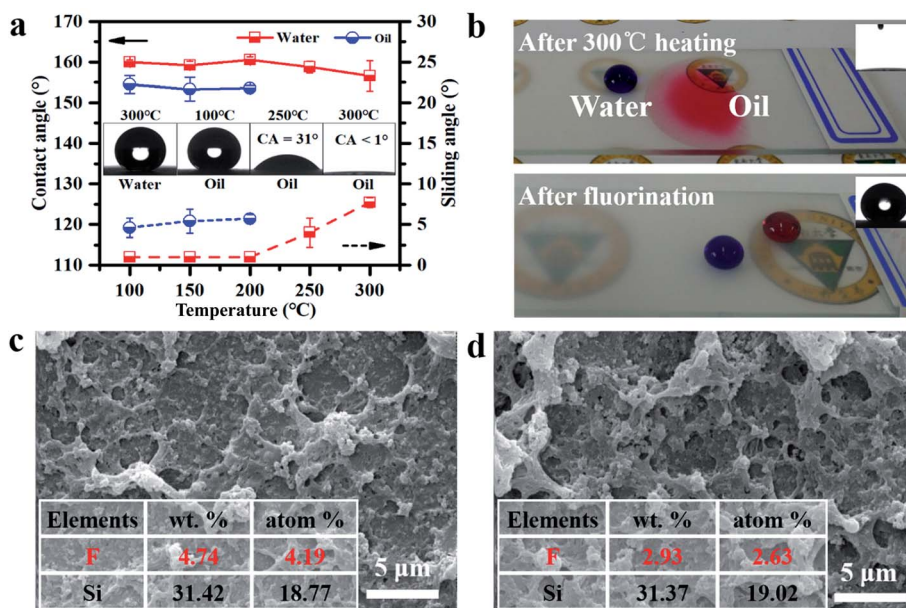 a
Water
Oil
Contact angle (°)
170
160
150
140
130
120
110
300℃
100℃
250℃
300℃
CA = 31°
CA < 1°
Water
Oil
Oil
Oil
30
25
20
15
10
5
0
Sliding angle (°)
100
150
200
250
300
Temperature (℃)
b
After 300℃ heating
Water
Oil
After fluorination
c
Elements wt. % atom %
F 4.74 4.19
Si 31.42 18.77
5 μm
d
Elements wt. % atom %
F 2.93 2.63
Si 31.37 19.02
5 μm